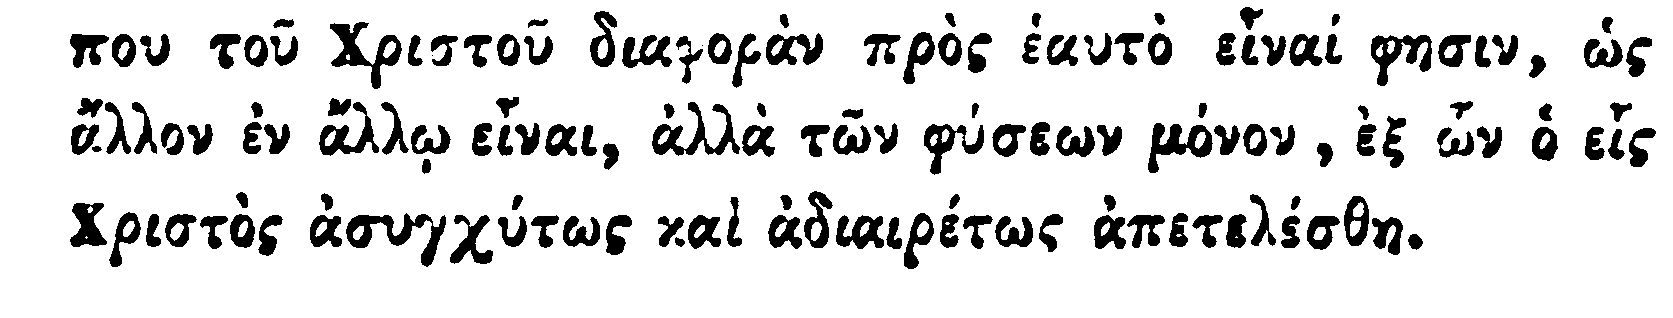 που τοῦ Χριστοῦ διαφορὰν πρὸς ἑαυτὸ εἶναί φησιν, ὡς
ἄλλον ἐν ἄλλῳ εἶναι, ἀλλὰ τῶν φύσεων μόνον, ἐξ ὧν ὁ εἷς
Χριστὸς ἀσυγχύτως καὶ ἀδιαιρέτως ἀπετελέσθη.